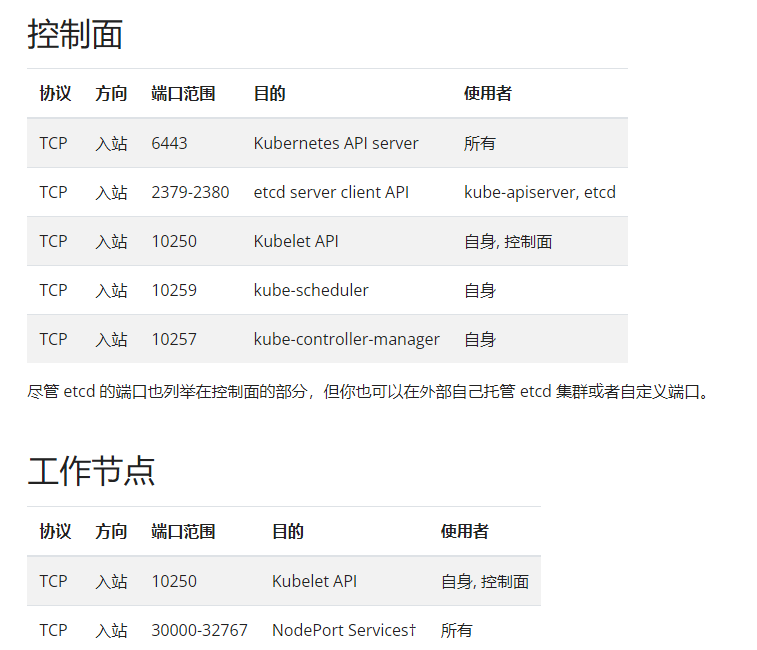 控制面
协议 方向 端口范围 目的 使用者
TCP 入站 6443 Kubernetes API server 所有
TCP 入站 2379-2380 etcd server client API kube-apiserver, etcd
TCP 入站 10250 Kubelet API 自身, 控制面
TCP 入站 10259 kube-scheduler 自身
TCP 入站 10257 kube-controller-manager 自身
尽管 etcd 的端口也列举在控制面的部分，但你也可以在外部自己托管 etcd 集群或者自定义端口。
工作节点
协议 方向 端口范围 目的 使用者
TCP 入站 10250 Kubelet API 自身, 控制面
TCP 入站 30000-32767 NodePort Services† 所有